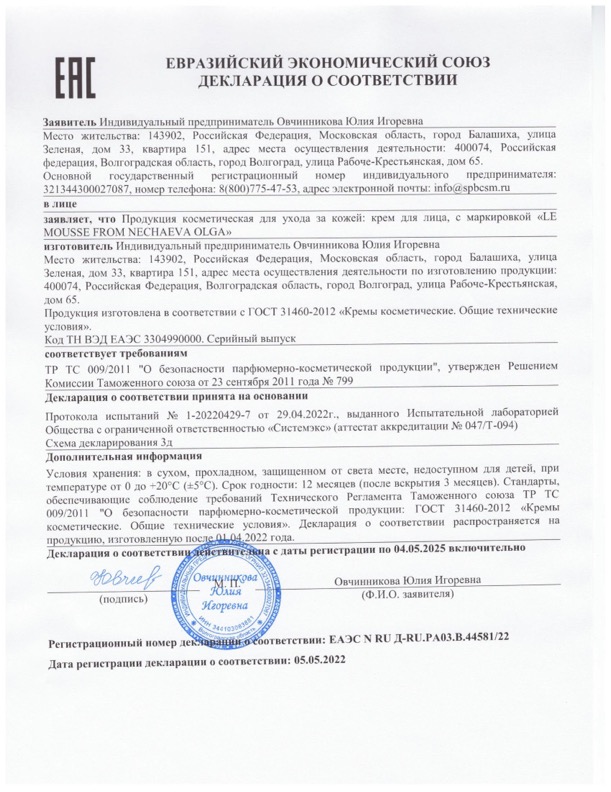 EAC
ЕВРАЗИЙСКИЙ ЭКОНОМИЧЕСКИЙ СОЮЗ
ДЕКЛАРАЦИЯ О СООТВЕТСТВИИ
Заявитель Индивидуальный предприниматель Овчинникова Юлия Игоревна
Место жительства: 143902, Российская Федерация, Московская область, город Балашиха, улица
Зеленая, дом 33, квартира 151, адрес места осуществления деятельности: 400074, Российская
федерация, Волгоградская область, город Волгоград, улица Рабоче-Крестьянская, дом 65.
Основной государственный регистрационный номер индивидуального предпринимателя:
321344300027087, номер телефона: 8(800)775-47-53, адрес электронной почты: info@spbcsm.ru
в лице
заявляет, что Продукция косметическая для ухода за кожей: крем для лица, с маркировкой «LE
MOUSSE FROM NECHAEVA OLGA»
изготовитель Индивидуальный предприниматель Овчинникова Юлия Игоревна
Место жительства: 143902, Российская Федерация, Московская область, город Балашиха, улица
Зеленая, дом 33, квартира 151, адрес места осуществления деятельности по изготовлению продукции:
400074, Российская Федерация, Волгоградская область, город Волгоград, улица Рабоче-Крестьянская,
дом 65.
Продукция изготовлена в соответствии с ГОСТ 31460-2012 «Кремы косметические. Общие технические
условия».
Код ТН ВЭД ЕАЭС 3304990000. Серийный выпуск
соответствует требованиям
ТР ТС 009/2011 "О безопасности парфюмерно-косметической продукции", утвержден Решением
Комиссии Таможенного союза от 23 сентября 2011 года № 799
Декларация о соответствии принята на основании
Протокола испытаний № 1-20220429-7 от 29.04.2022г., выданного Испытательной лабораторией
Общества с ограниченной ответственностью «Системэкс» (аттестат аккредитации № 047/Т-094)
Схема декларирования 3д
Дополнительная информация
Условия хранения: в сухом, прохладном, защищенном от света месте, недоступном для детей, при
температуре от 0 до +20°С (±5°С). Срок годности: 12 месяцев (после вскрытия 3 месяцев). Стандарты,
обеспечивающие соблюдение требований Технического Регламента Таможенного союза ТР ТС
009/2011 "О безопасности парфюмерно-косметической продукции: ГОСТ 31460-2012 «Кремы
косметические. Общие технические условия». Декларация о соответствии распространяется на
продукцию, изготовленную после 01.04.2022 года.
Декларация о соответствии действительна с даты регистрации по 04.05.2025 включительно
М. П.
Овчинникова
Юлия
Игоревна
Овчинникова Юлия Игоревна
(подпись)
(Ф.И.О. заявителя)
Регистрационный номер декларации о соответствии: ЕАЭС N RU Д-RU.РА03.В.44581/22
Дата регистрации декларации о соответствии: 05.05.2022